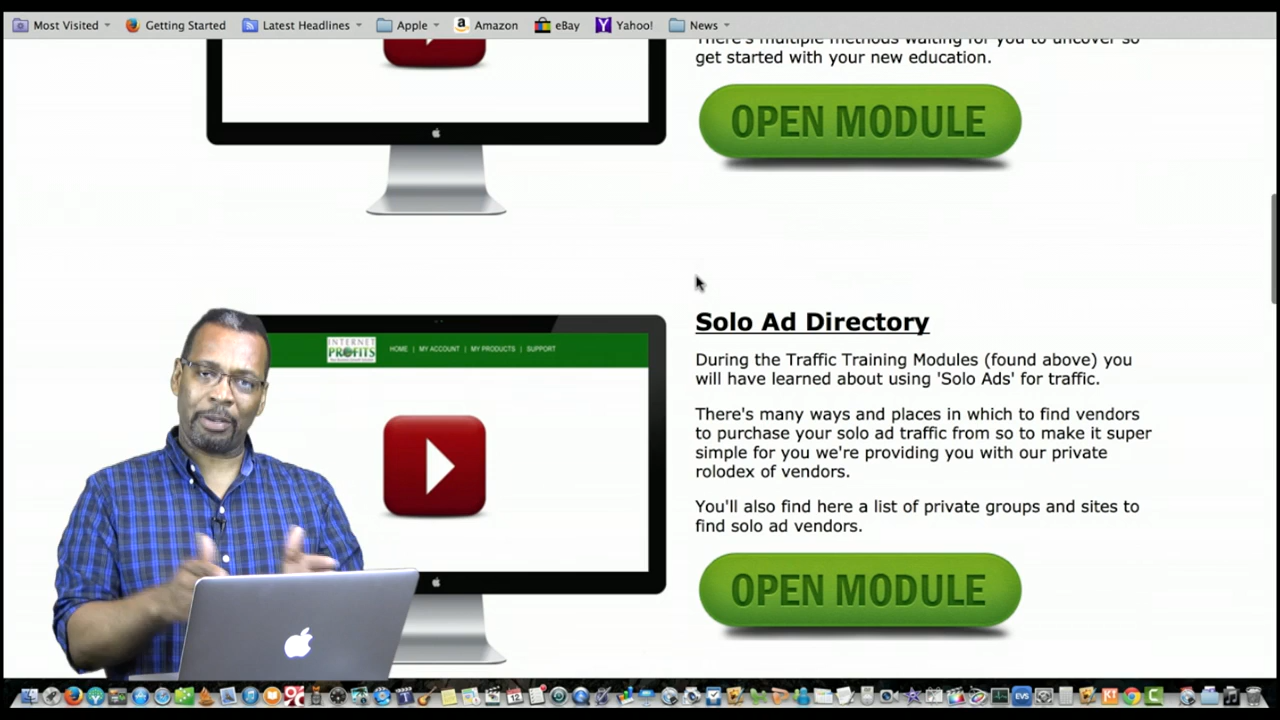 Most Visited Getting Started Latest Headlines Apple Amazon eBay Yahoo! News
There's multiple methods waiting for you to uncover so
get started with your new education.
OPEN MODULE
INTERNET
PROFITS
HOME | MY ACCOUNT | MY PRODUCTS | SUPPORT
Solo Ad Directory
During the Traffic Training Modules (found above) you
will have learned about using 'Solo Ads' for traffic.
There's many ways and places in which to find vendors
to purchase your solo ad traffic from so to make it super
simple for you we're providing you with our private
rolodex of vendors.
You'll also find here a list of private groups and sites to
find solo ad vendors.
OPEN MODULE